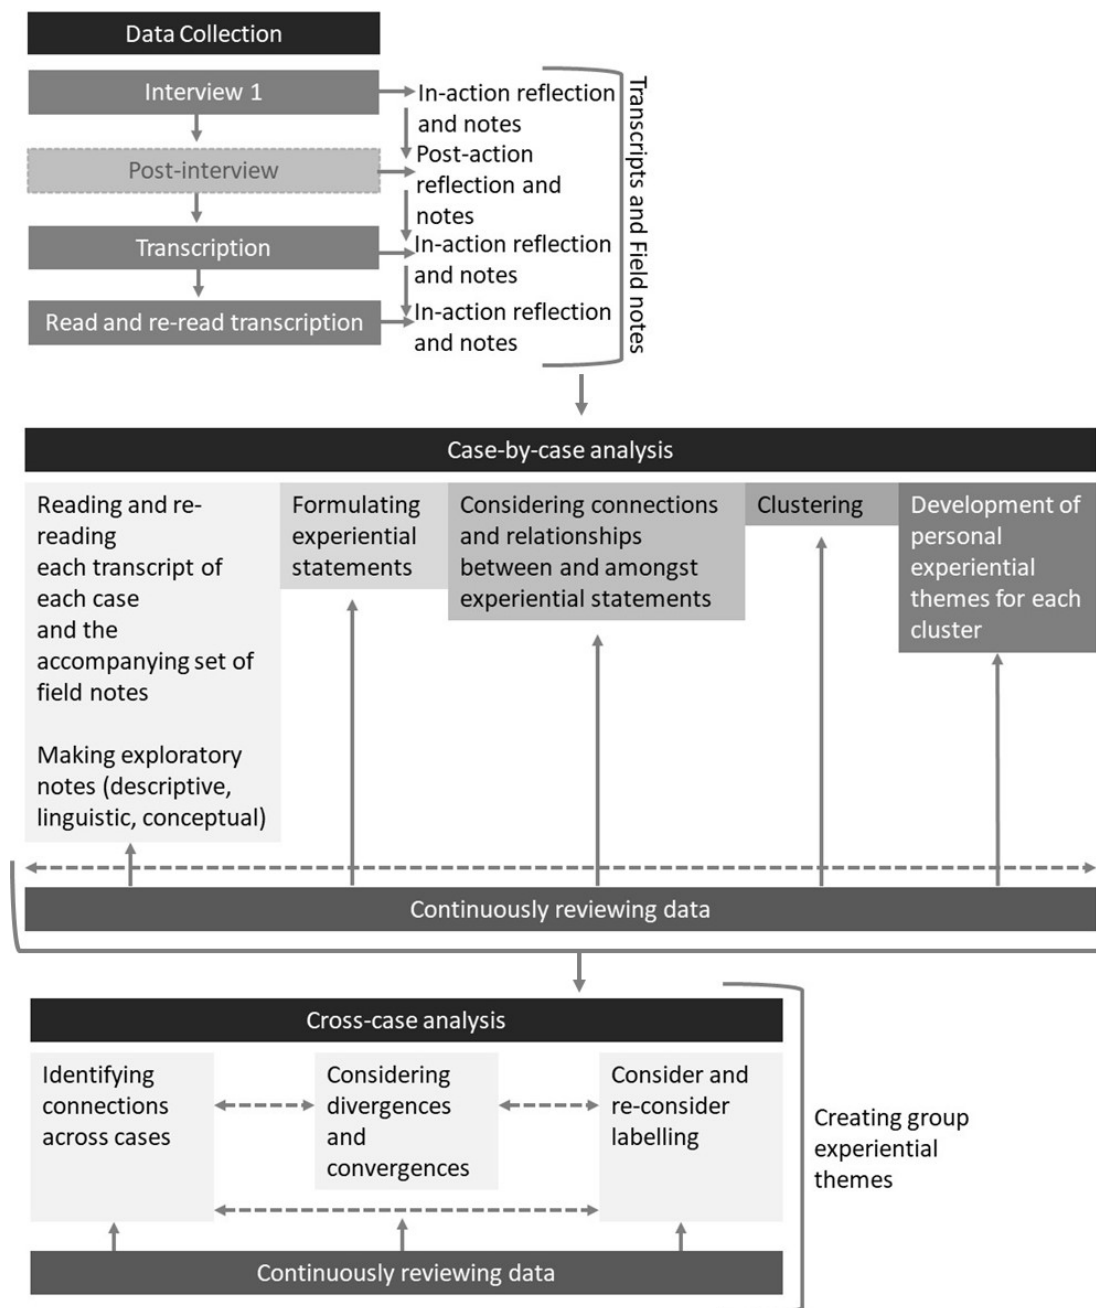 Data Collection
Interview 1
In-action reflection
and notes
Post-interview
Post-action
reflection and
notes
Transcription
In-action reflection
and notes
Read and re-read transcription
In-action reflection
and notes
Transcripts and Field notes
Case-by-case analysis
Reading and re-
reading
each transcript of
each case
and the
accompanying set of
field notes
Making exploratory
notes (descriptive,
linguistic, conceptual)
Formulating
experiential
statements
Considering connections
and relationships
between and amongst
experiential statements
Clustering
Development of
personal
experiential
themes for each
cluster
Continuously reviewing data
Cross-case analysis
Identifying
connections
across cases
Considering
divergences
and
convergences
Consider and
re-consider
labelling
Continuously reviewing data
Creating group
experiential
themes